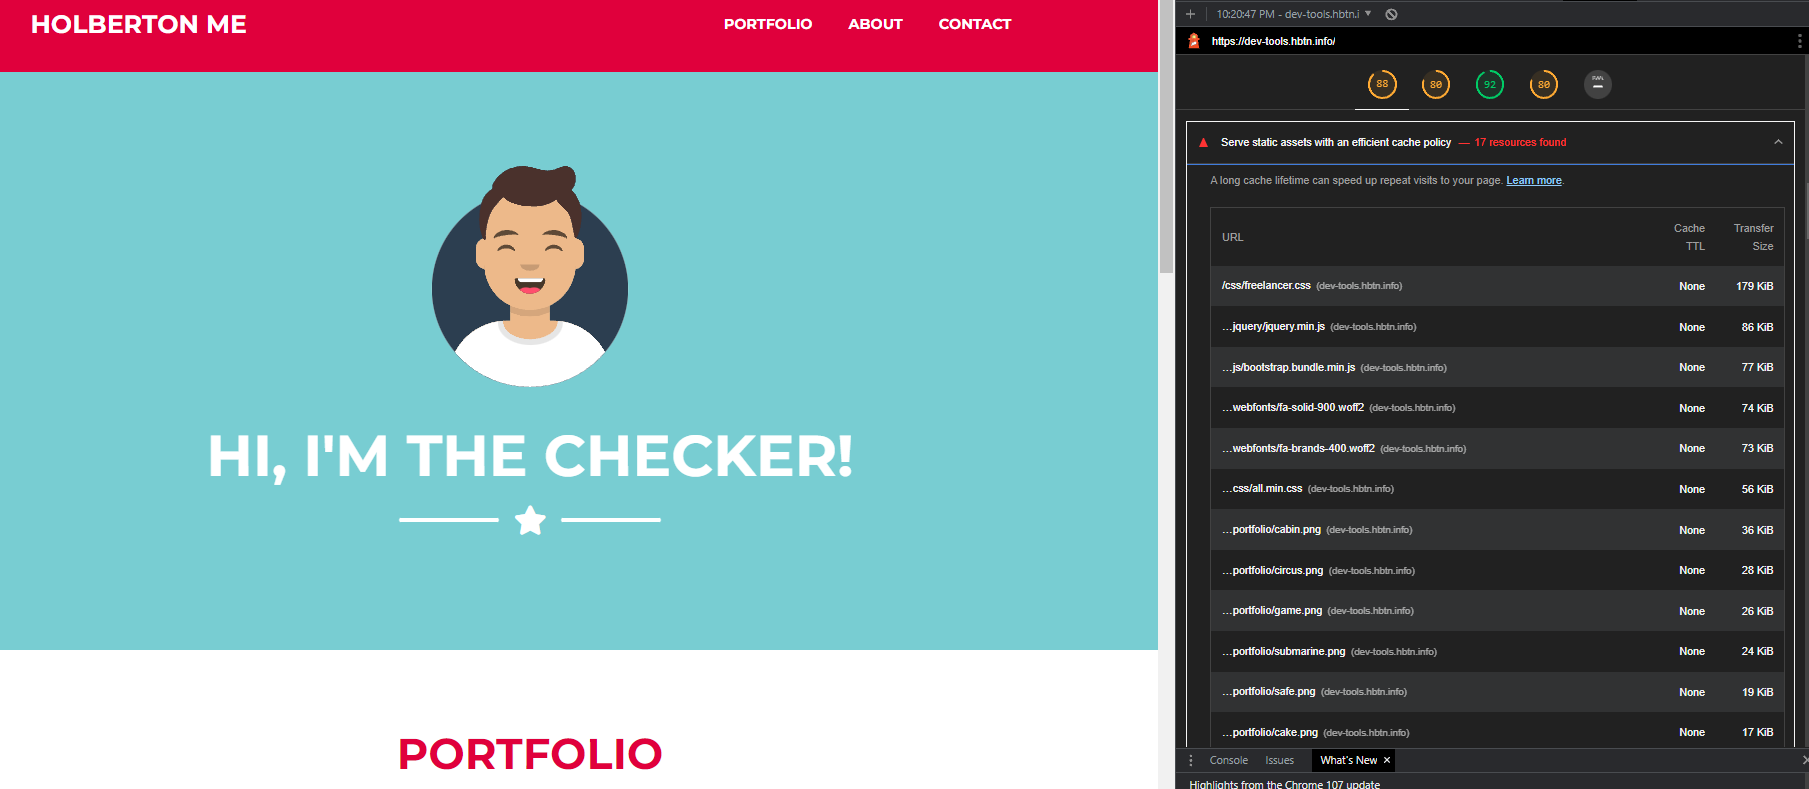 HOLBERTON ME
PORTFOLIO ABOUT CONTACT
HI, I'M THE CHECKER!
PORTFOLIO
10:20:47 PM - dev-tools.hbtn.i
https://dev-tools.hbtn.info/
88 80 92 80 PWA
Serve static assets with an efficient cache policy — 17 resources found
A long cache lifetime can speed up repeat visits to your page. Learn more.
URL Cache TTL Transfer Size
/css/freelancer.css (dev-tools.hbtn.info) None 179 KiB
…jquery/jquery.min.js (dev-tools.hbtn.info) None 86 KiB
…js/bootstrap.bundle.min.js (dev-tools.hbtn.info) None 77 KiB
…webfonts/fa-solid-900.woff2 (dev-tools.hbtn.info) None 74 KiB
…webfonts/fa-brands-400.woff2 (dev-tools.hbtn.info) None 73 KiB
…css/all.min.css (dev-tools.hbtn.info) None 56 KiB
…portfolio/cabin.png (dev-tools.hbtn.info) None 36 KiB
…portfolio/circus.png (dev-tools.hbtn.info) None 28 KiB
…portfolio/game.png (dev-tools.hbtn.info) None 26 KiB
…portfolio/submarine.png (dev-tools.hbtn.info) None 24 KiB
…portfolio/safe.png (dev-tools.hbtn.info) None 19 KiB
…portfolio/cake.png (dev-tools.hbtn.info) None 17 KiB
Console Issues What's New
Highlights from the Chrome 107 update